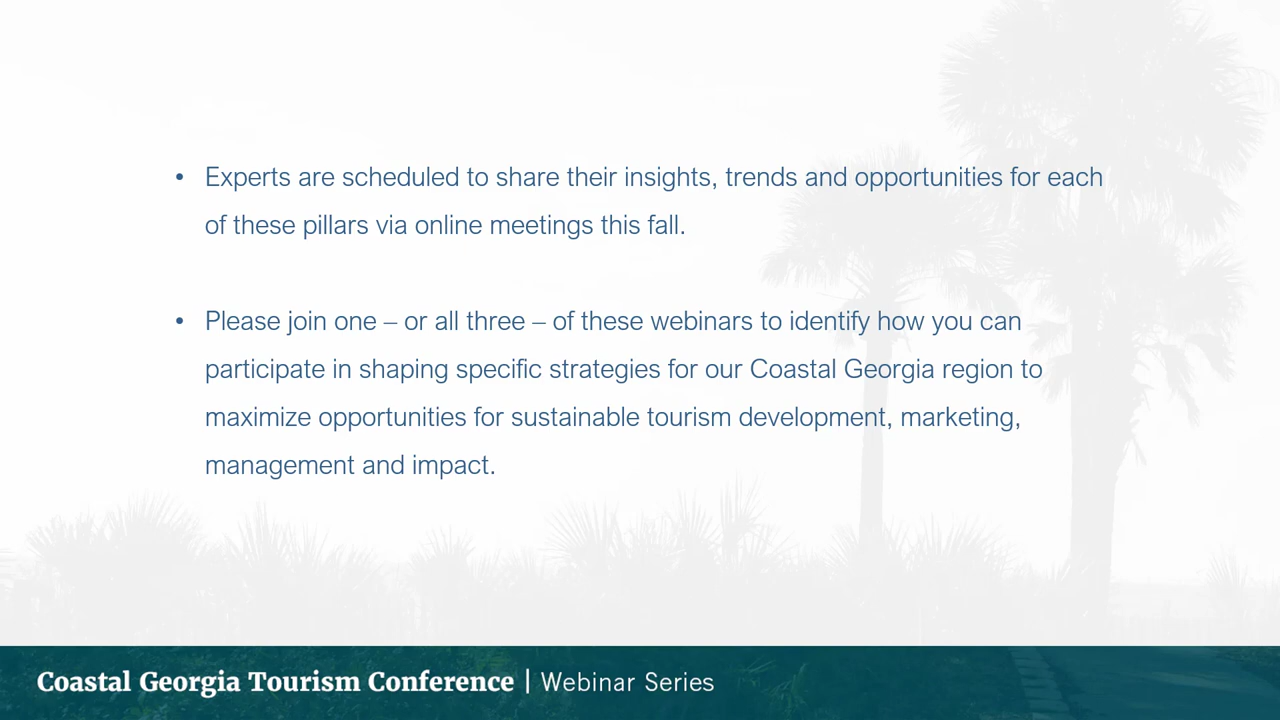 • Experts are scheduled to share their insights, trends and opportunities for each
of these pillars via online meetings this fall.
• Please join one – or all three – of these webinars to identify how you can
participate in shaping specific strategies for our Coastal Georgia region to
maximize opportunities for sustainable tourism development, marketing,
management and impact.
Coastal Georgia Tourism Conference | Webinar Series